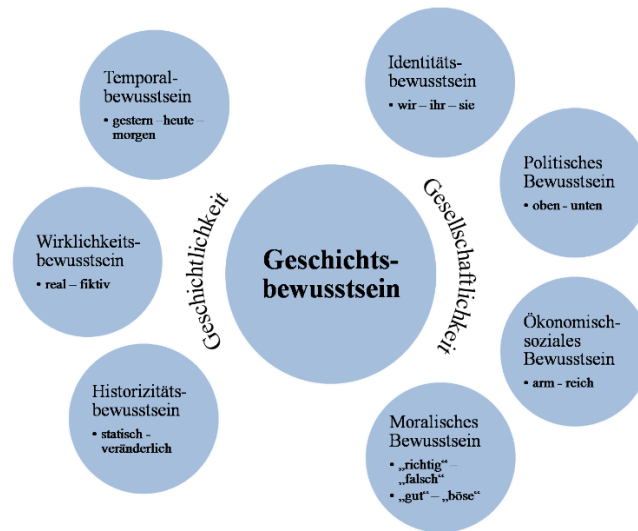 Temporal-
bewusstsein
• gestern – heute –
morgen
Wirklichkeits-
bewusstsein
• real – fiktiv
Historizitäts-
bewusstsein
• statisch -
veränderlich
Geschichtlichkeit
Geschichts-
bewusstsein
Gesellschaftlichkeit
Identitäts-
bewusstsein
• wir – ihr – sie
Politisches
Bewusstsein
• oben - unten
Ökonomisch-
soziales
Bewusstsein
• arm - reich
Moralisches
Bewusstsein
• „richtig“ –
„falsch“
• „gut“ – „böse“